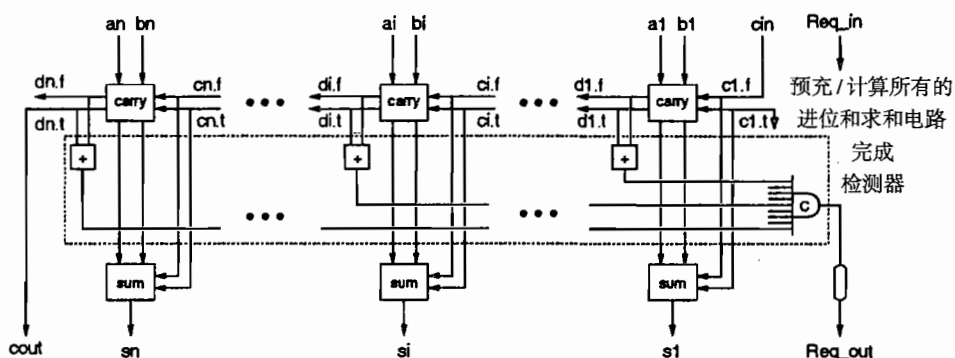 an bn
ai bi
a1 b1
cin
Req_in
dn.f
cn.f
di.f
ci.f
d1.f
c1.f
carry
carry
carry
dn.t
cn.t
di.t
ci.t
d1.t
c1.t
预充/计算所有的
进位和求和电路
完成
检测器
+
+
+
C
sum
sum
sum
cout
sn
si
s1
Req_out